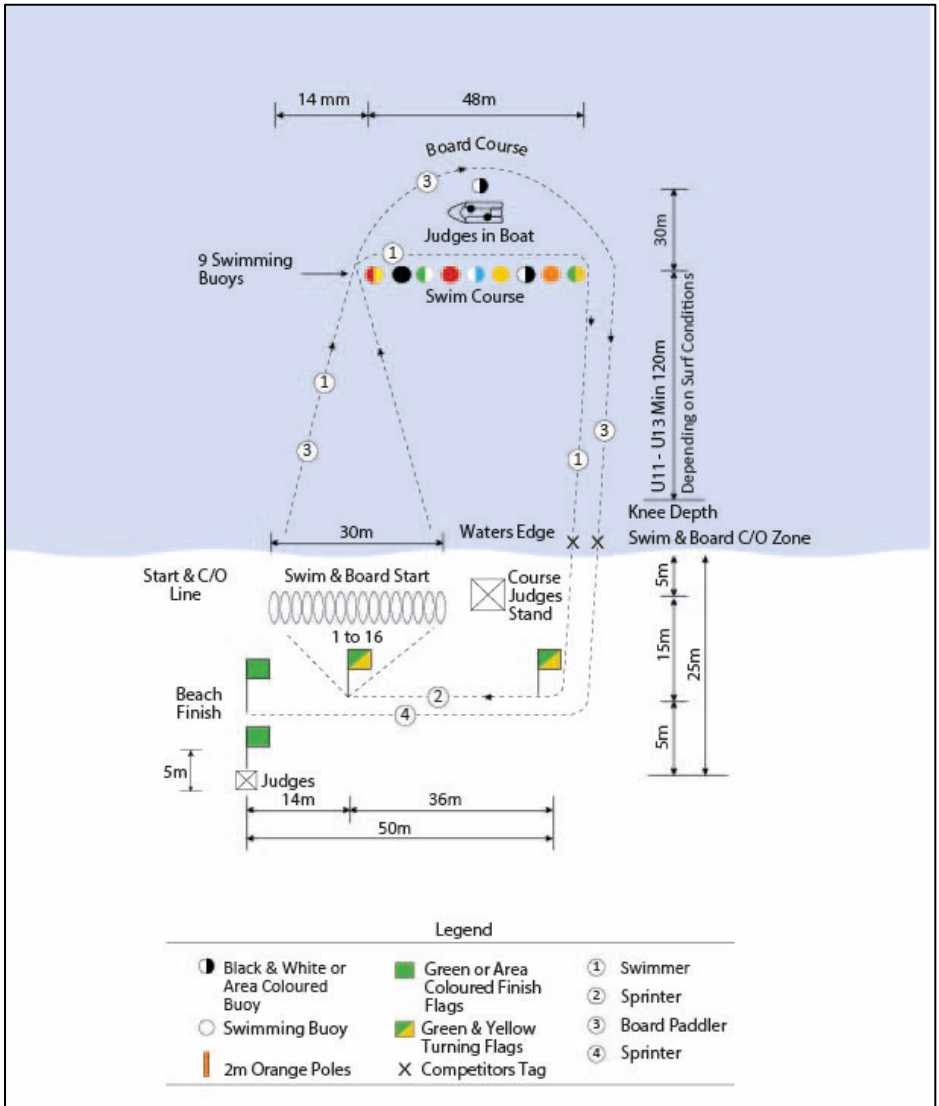 14 mm
48m
Board Course
3
30m
Judges in Boat
1
9 Swimming
Buoys
Swim Course
U11 - U13 Min 120m
Depending on Surf Conditions
1
3
3
1
Knee Depth
Waters Edge
Swim & Board C/O Zone
30m
Start & C/O
Line
Swim & Board Start
Course
Judges
Stand
5m
1 to 16
15m
25m
Beach
Finish
2
4
5m
5m
Judges
14m
36m
50m
Legend
Black & White or
Area Coloured
Buoy
Swimming Buoy
2m Orange Poles
Green or Area
Coloured Finish
Flags
Green & Yellow
Turning Flags
Competitors Tag
1 Swimmer
2 Sprinter
3 Board Paddler
4 Sprinter